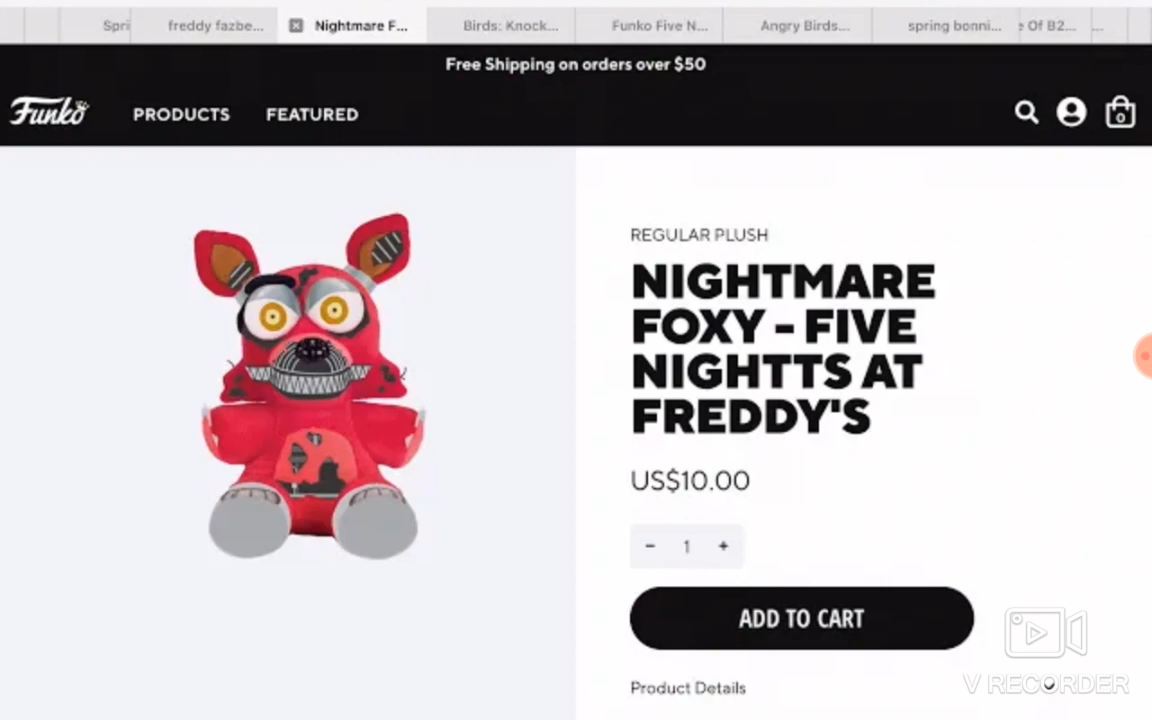 Spri freddy fazbe... Nightmare F... Birds: Knock... Funko Five N... Angry Birds... spring bonni... e Of B2... ...
Free Shipping on orders over $50
Funko PRODUCTS FEATURED 0
REGULAR PLUSH
NIGHTMARE
FOXY - FIVE
NIGHTTS AT
FREDDY'S
US$10.00
- 1 +
ADD TO CART
Product Details
V RECORDER